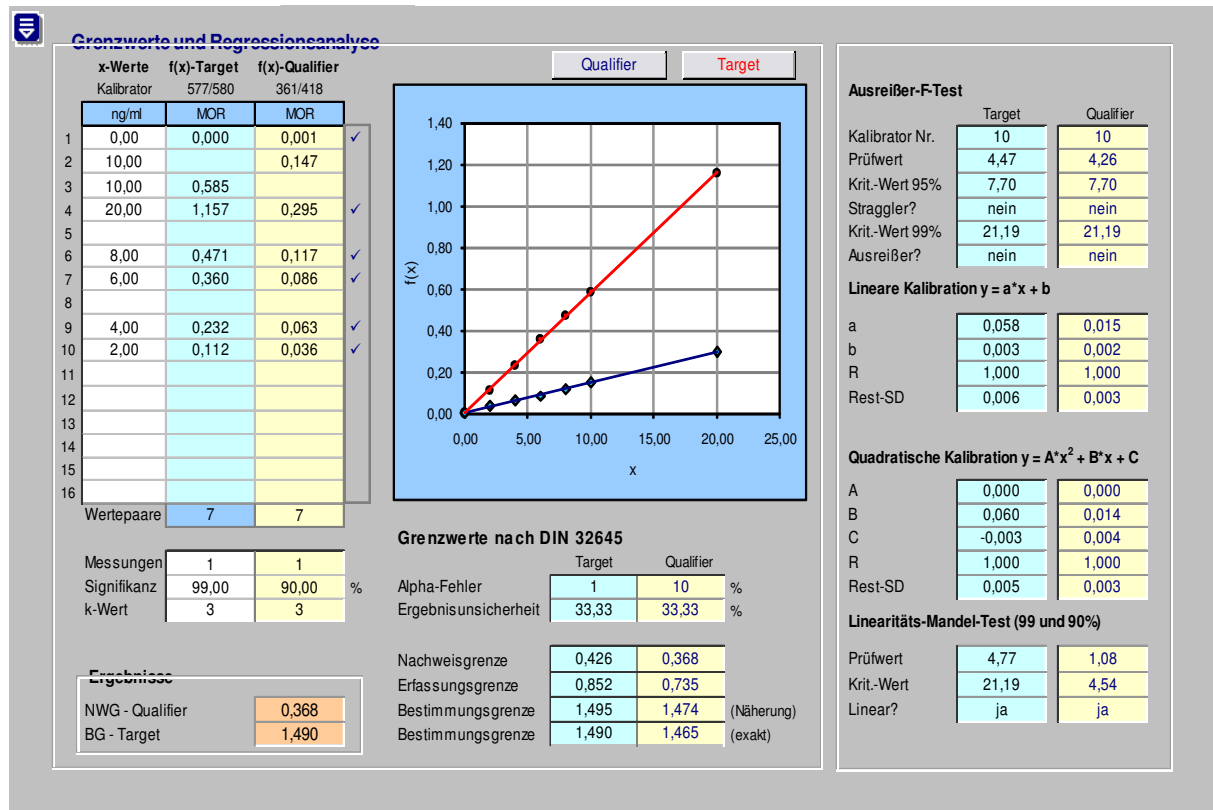 Grenzwerte und Regressionsanalyse
x-Werte f(x)-Target f(x)-Qualifier
Kalibrator 577/580 361/418
ng/ml MOR MOR
1 0,00 0,000 0,001 ✓
2 10,00 0,147
3 10,00 0,585
4 20,00 1,157 0,295 ✓
5
6 8,00 0,471 0,117 ✓
7 6,00 0,360 0,086 ✓
8
9 4,00 0,232 0,063 ✓
10 2,00 0,112 0,036 ✓
11
12
13
14
15
16
Wertepaare 7 7
Messungen 1 1
Signifikanz 99,00 90,00 %
k-Wert 3 3
Ergebnisse
NWG - Qualifier 0,368
BG - Target 1,490
Qualifier Target
1,40
1,20
1,00
0,80
0,60
0,40
0,20
0,00
f(x)
0,00 5,00 10,00 15,00 20,00 25,00
x
Grenzwerte nach DIN 32645
Target Qualifier
Alpha-Fehler 1 10 %
Ergebnisunsicherheit 33,33 33,33 %
Nachweisgrenze 0,426 0,368
Erfassungsgrenze 0,852 0,735
Bestimmungsgrenze 1,495 1,474 (Näherung)
Bestimmungsgrenze 1,490 1,465 (exakt)
Ausreißer-F-Test
Target Qualifier
Kalibrator Nr. 10 10
Prüfwert 4,47 4,26
Krit.-Wert 95% 7,70 7,70
Straggler? nein nein
Krit.-Wert 99% 21,19 21,19
Ausreißer? nein nein
Lineare Kalibration y = a*x + b
a 0,058 0,015
b 0,003 0,002
R 1,000 1,000
Rest-SD 0,006 0,003
Quadratische Kalibration y = A*x² + B*x + C
A 0,000 0,000
B 0,060 0,014
C -0,003 0,004
R 1,000 1,000
Rest-SD 0,005 0,003
Linearitäts-Mandel-Test (99 und 90%)
Prüfwert 4,77 1,08
Krit.-Wert 21,19 4,54
Linear? ja ja